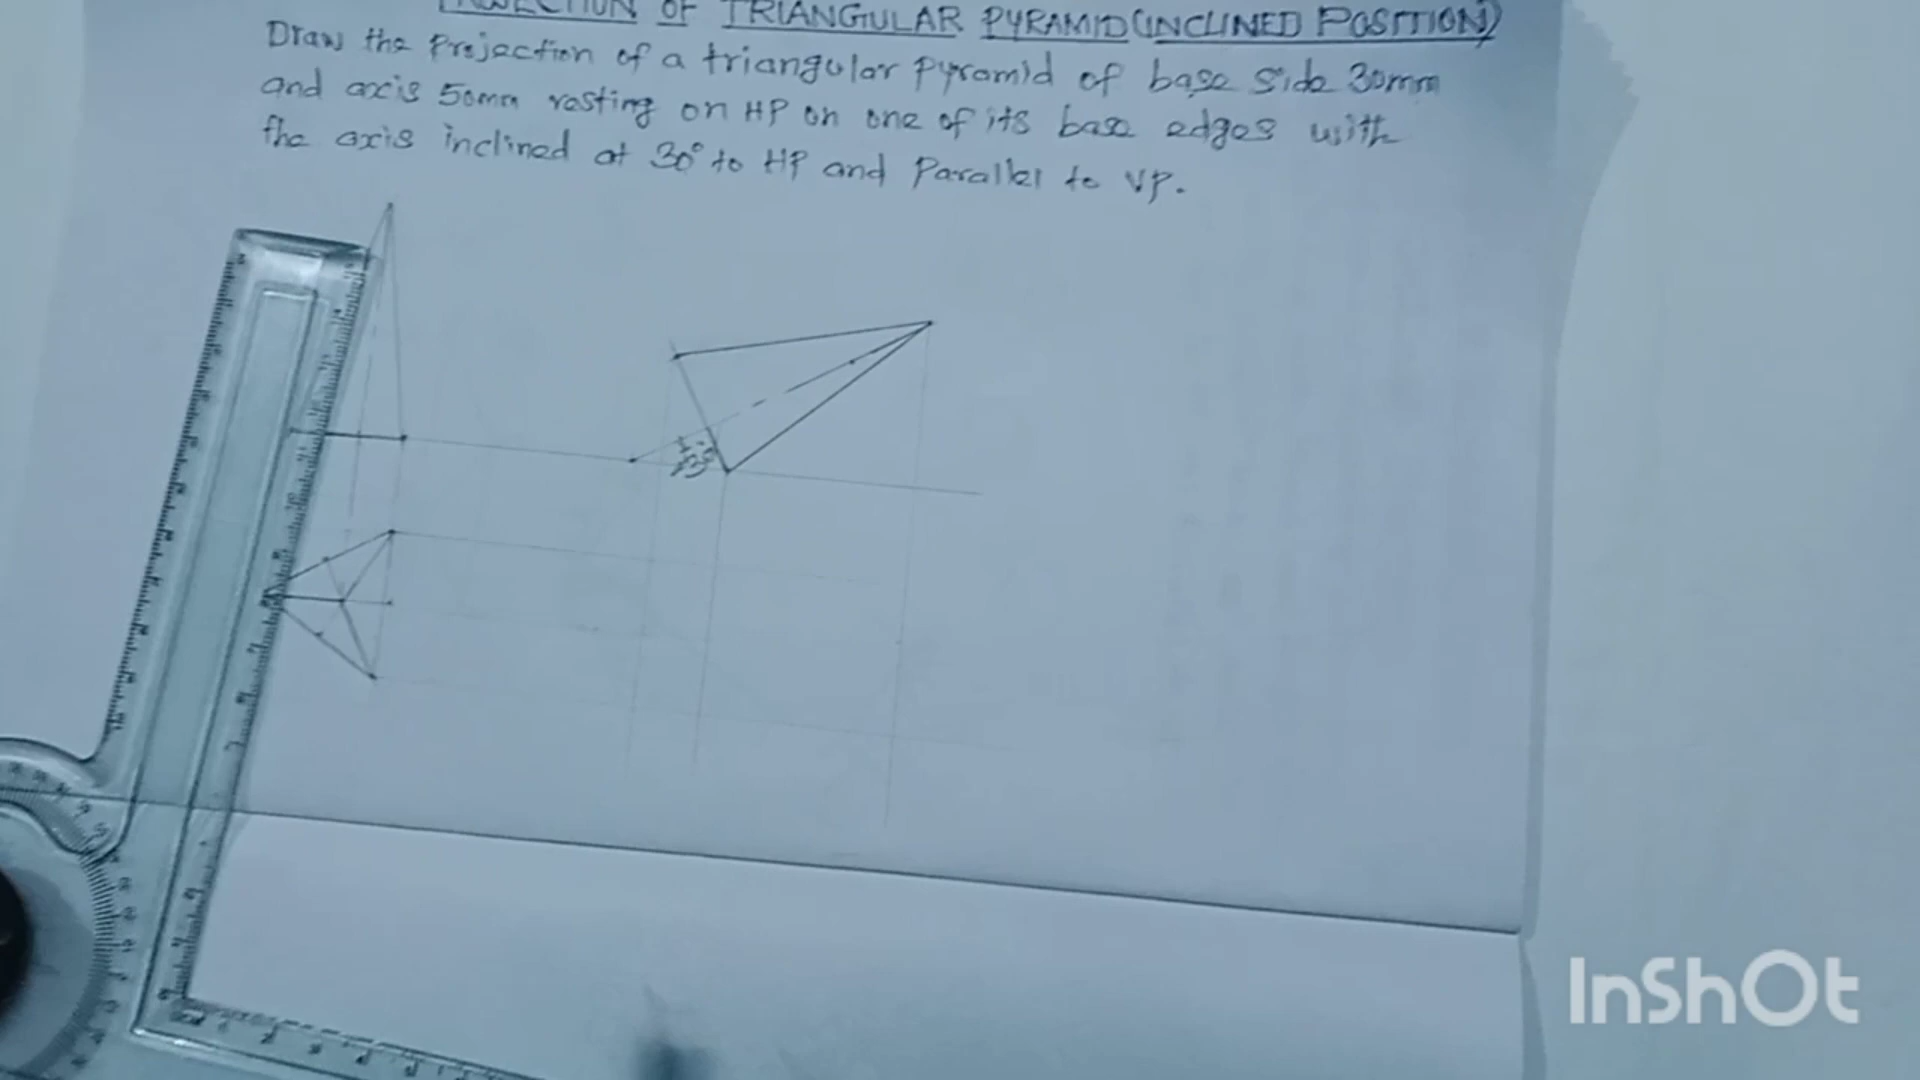 PROJECTION OF TRIANGULAR PYRAMID (INCLINED POSITION)
Draw the Projection of a triangular pyramid of base side 30mm
and axis 50mm resting on HP on one of its base edges with
the axis inclined at 30° to HP and Parallel to VP.
30°
InShOt